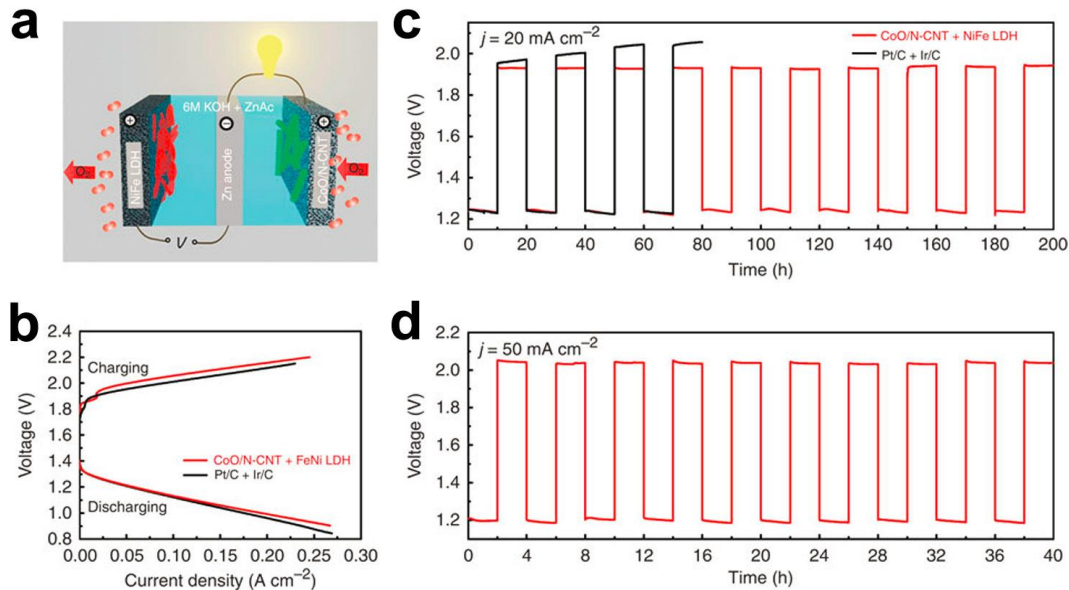 a
6M KOH + ZnAc
+
−
+
O₂
NiFe LDH
Zn anode
CoO/N-CNT
O₂
V
b
2.2
2.0
1.8
1.6
1.4
1.2
1.0
0.8
Voltage (V)
Charging
CoO/N-CNT + FeNi LDH
Pt/C + Ir/C
Discharging
0.00 0.05 0.10 0.15 0.20 0.25 0.30
Current density (A cm⁻²)
c
j = 20 mA cm⁻²
CoO/N-CNT + NiFe LDH
Pt/C + Ir/C
2.0
1.8
1.6
1.4
1.2
Voltage (V)
0 20 40 60 80 100 120 140 160 180 200
Time (h)
d
j = 50 mA cm⁻²
2.2
2.0
1.8
1.6
1.4
1.2
Voltage (V)
0 4 8 12 16 20 24 28 32 36 40
Time (h)